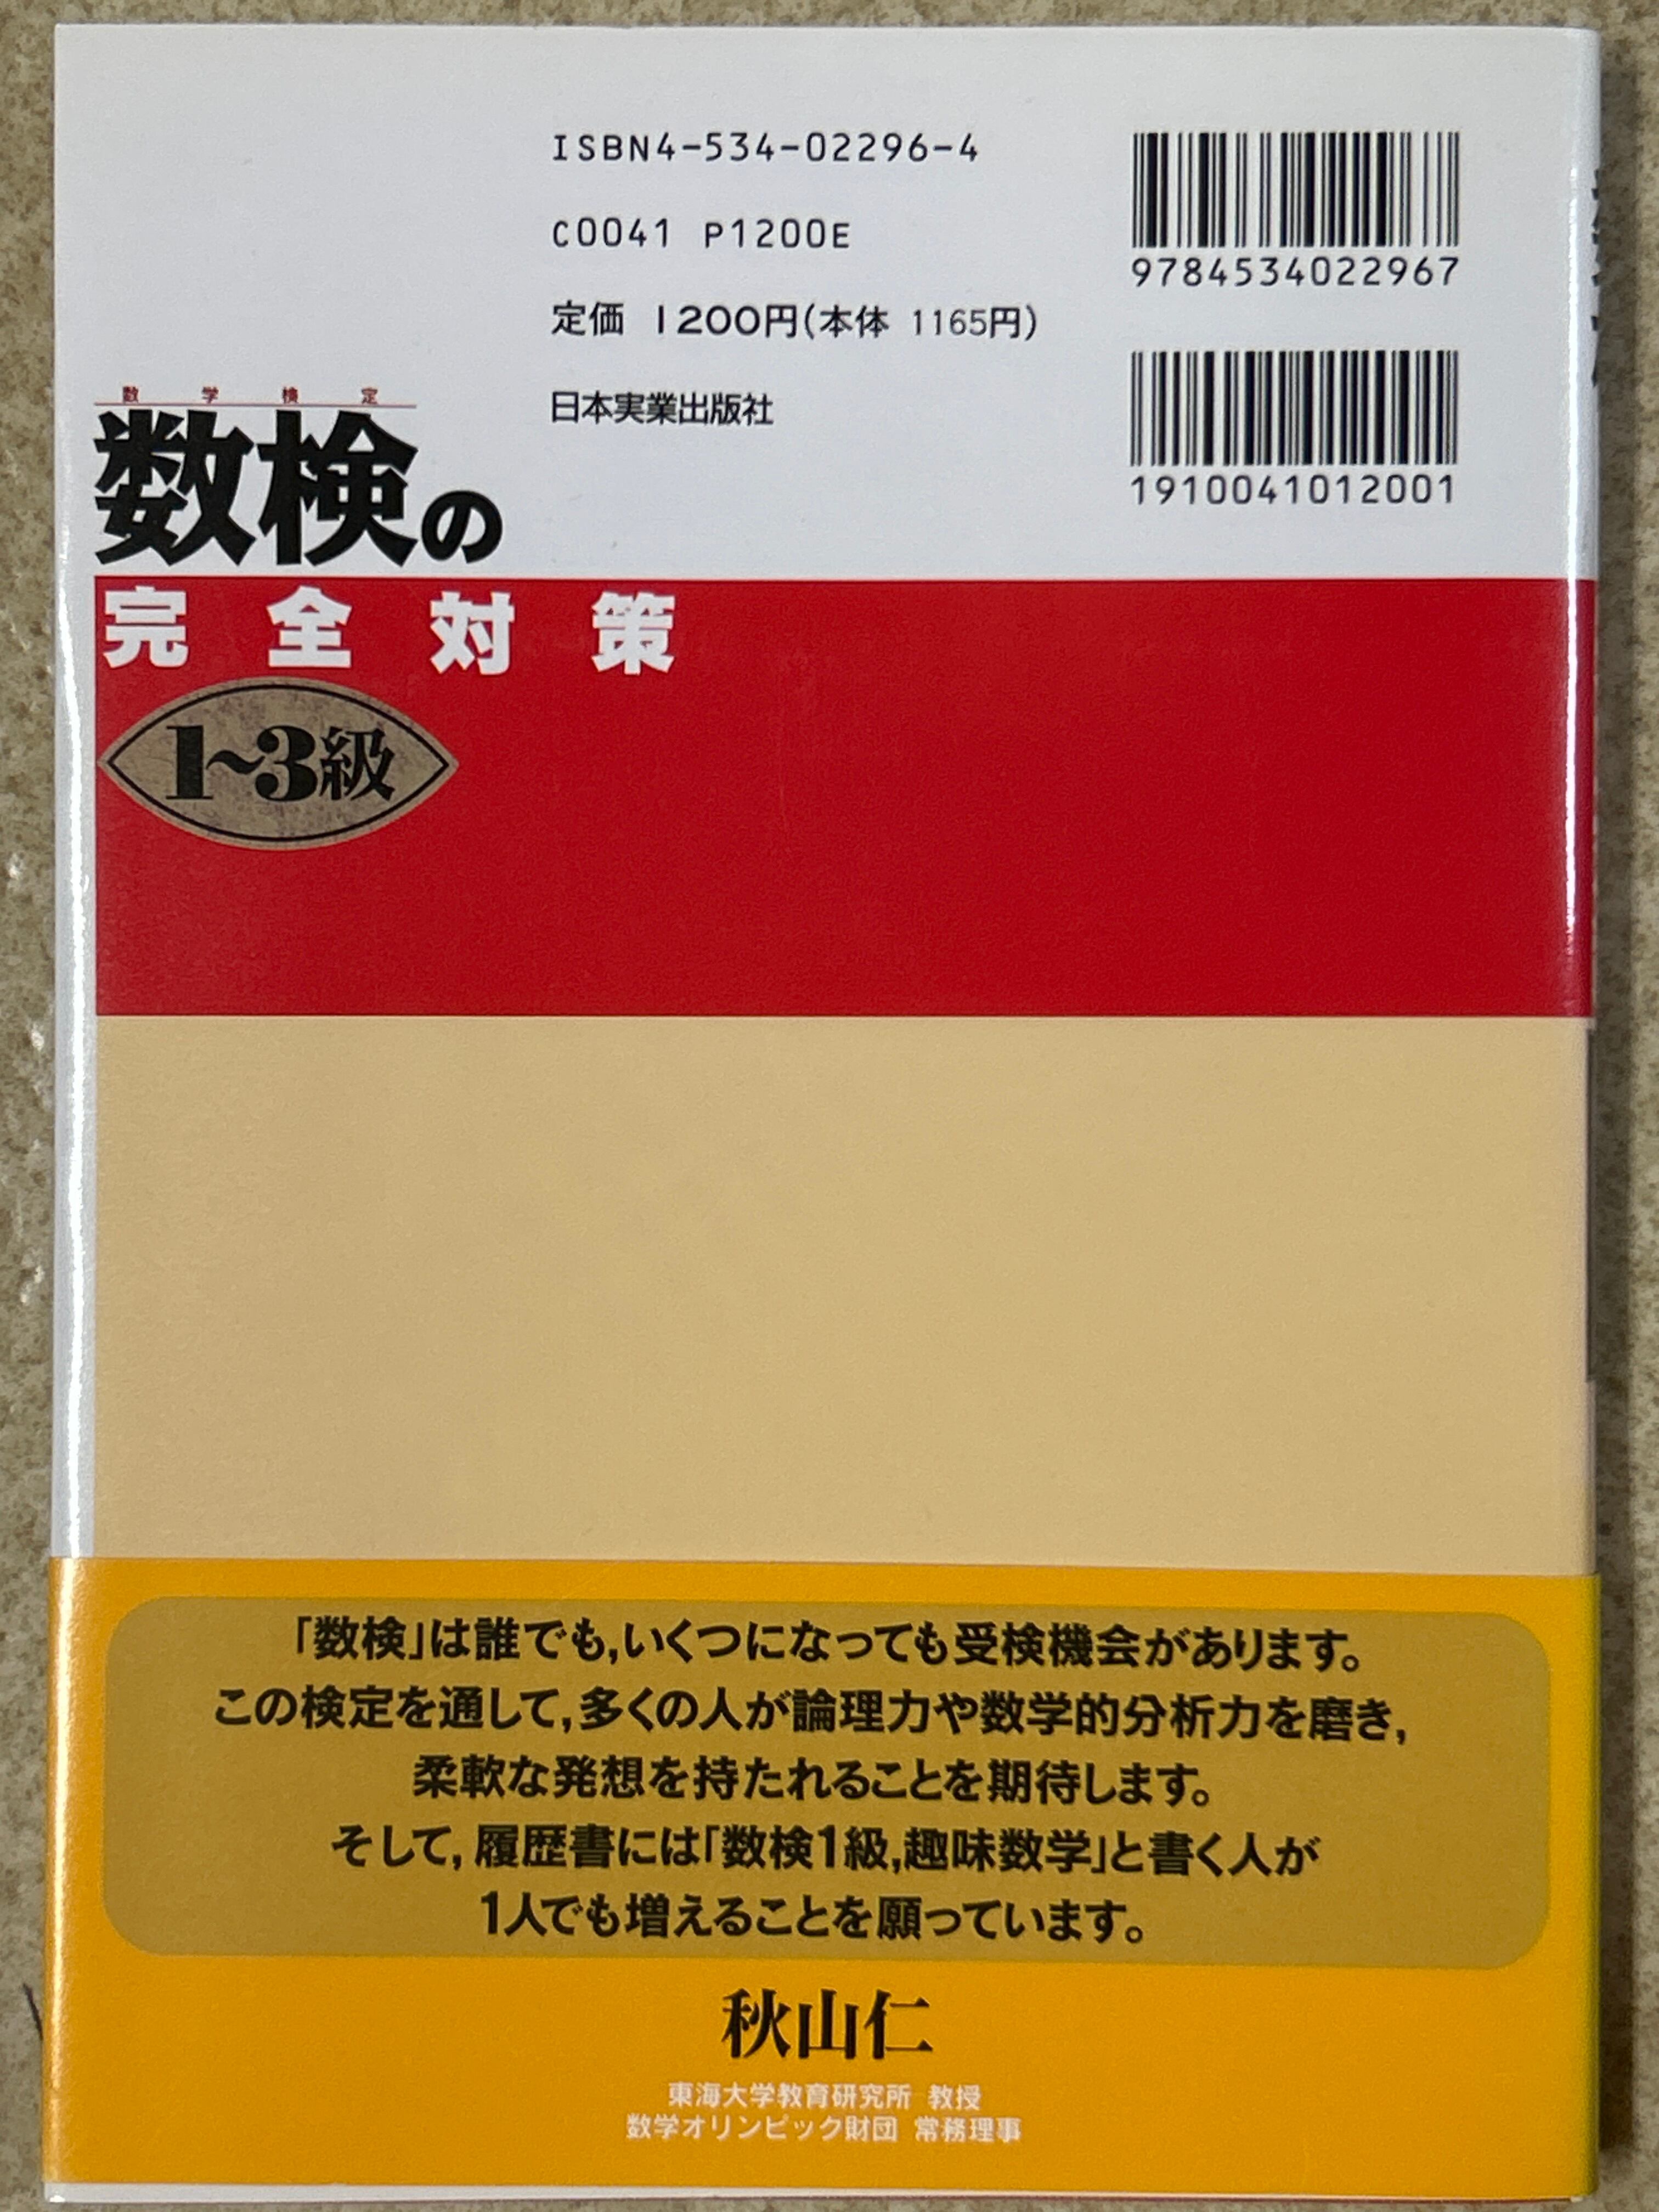 ISBN4-534-02296-4
C0041 P1200E
定価 1200円(本体 1165円)
日本実業出版社
9784534022967
1910041012001
数学検定
数検の
完全対策
1~3級
「数検」は誰でも,いくつになっても受検機会があります。
この検定を通して,多くの人が論理力や数学的分析力を磨き,
柔軟な発想を持たれることを期待します。
そして,履歴書には「数検1級,趣味数学」と書く人が
1人でも増えることを願っています。
秋山仁
東海大学教育研究所 教授
数学オリンピック財団 常務理事